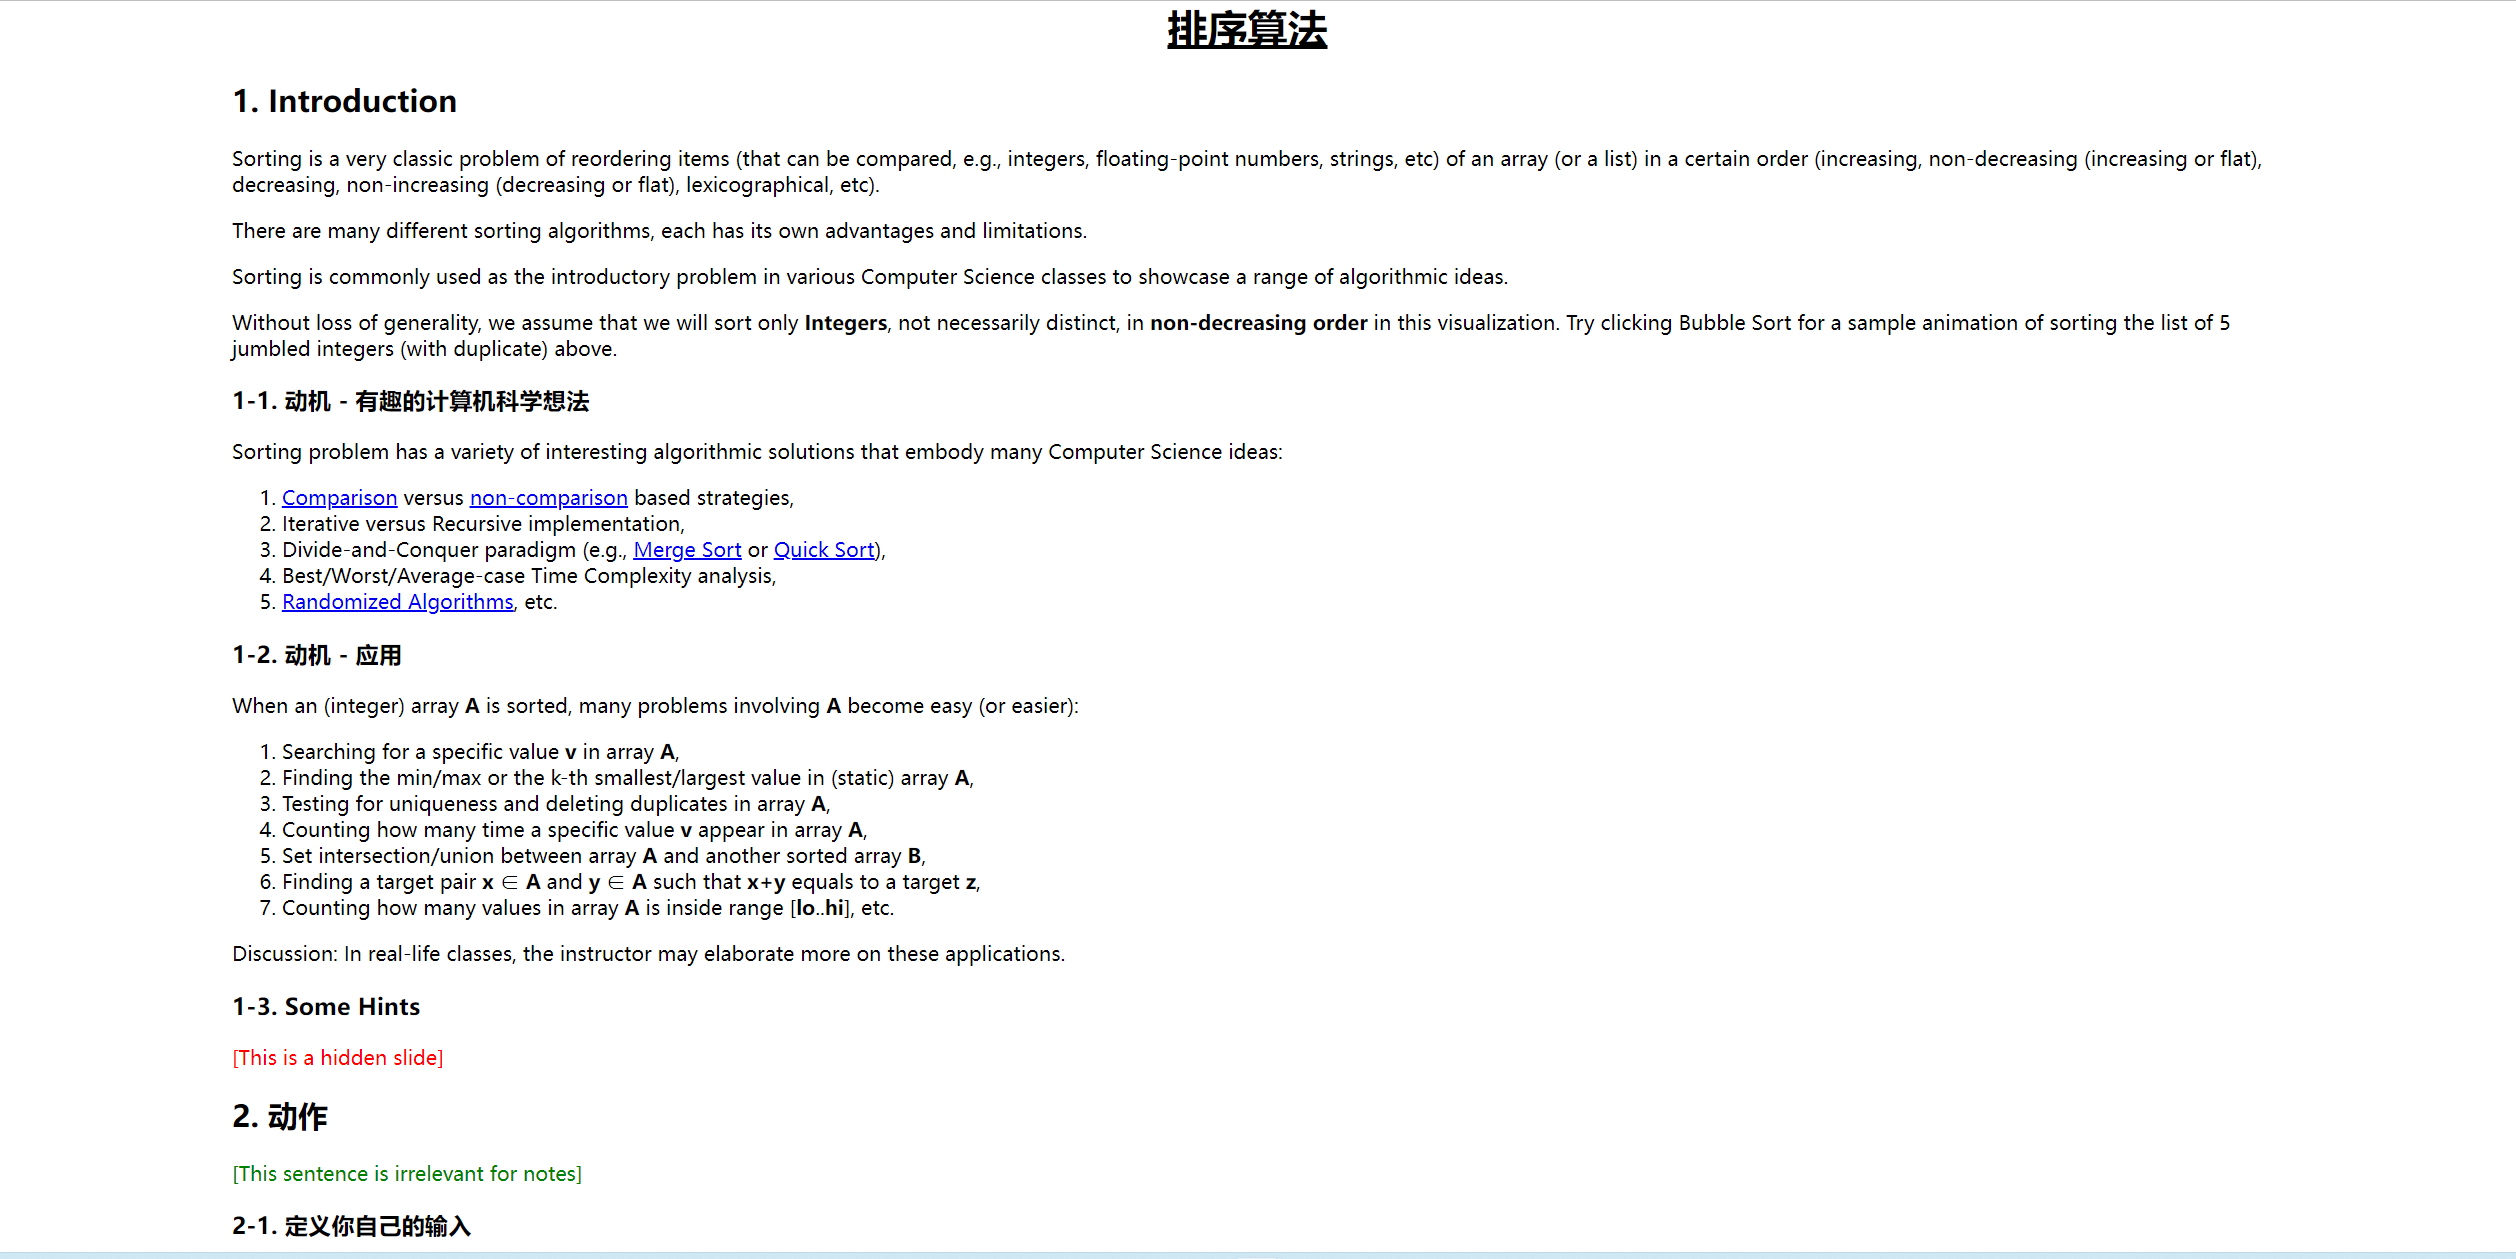 排序算法
1. Introduction
Sorting is a very classic problem of reordering items (that can be compared, e.g., integers, floating-point numbers, strings, etc) of an array (or a list) in a certain order (increasing, non-decreasing (increasing or flat),
decreasing, non-increasing (decreasing or flat), lexicographical, etc).
There are many different sorting algorithms, each has its own advantages and limitations.
Sorting is commonly used as the introductory problem in various Computer Science classes to showcase a range of algorithmic ideas.
Without loss of generality, we assume that we will sort only Integers, not necessarily distinct, in non-decreasing order in this visualization. Try clicking Bubble Sort for a sample animation of sorting the list of 5
jumbled integers (with duplicate) above.
1-1. 动机 - 有趣的计算机科学想法
Sorting problem has a variety of interesting algorithmic solutions that embody many Computer Science ideas:
1. Comparison versus non-comparison based strategies,
2. Iterative versus Recursive implementation,
3. Divide-and-Conquer paradigm (e.g., Merge Sort or Quick Sort),
4. Best/Worst/Average-case Time Complexity analysis,
5. Randomized Algorithms, etc.
1-2. 动机 - 应用
When an (integer) array A is sorted, many problems involving A become easy (or easier):
1. Searching for a specific value v in array A,
2. Finding the min/max or the k-th smallest/largest value in (static) array A,
3. Testing for uniqueness and deleting duplicates in array A,
4. Counting how many time a specific value v appear in array A,
5. Set intersection/union between array A and another sorted array B,
6. Finding a target pair x ∈ A and y ∈ A such that x+y equals to a target z,
7. Counting how many values in array A is inside range [lo..hi], etc.
Discussion: In real-life classes, the instructor may elaborate more on these applications.
1-3. Some Hints
[This is a hidden slide]
2. 动作
[This sentence is irrelevant for notes]
2-1. 定义你自己的输入